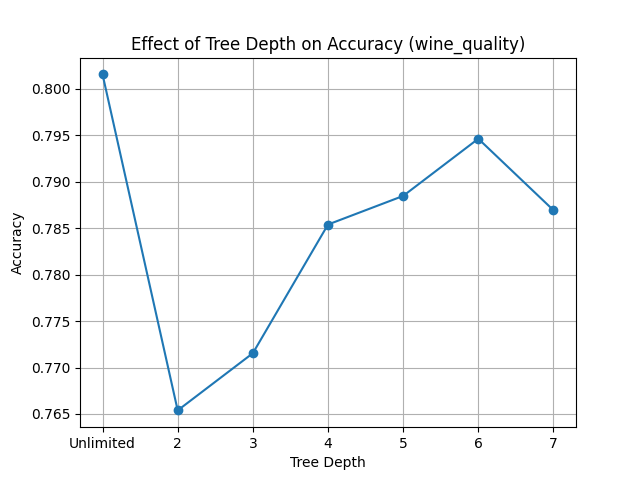 Effect of Tree Depth on Accuracy (wine_quality)
Accuracy
0.800
0.795
0.790
0.785
0.780
0.775
0.770
0.765
Unlimited 2 3 4 5 6 7
Tree Depth